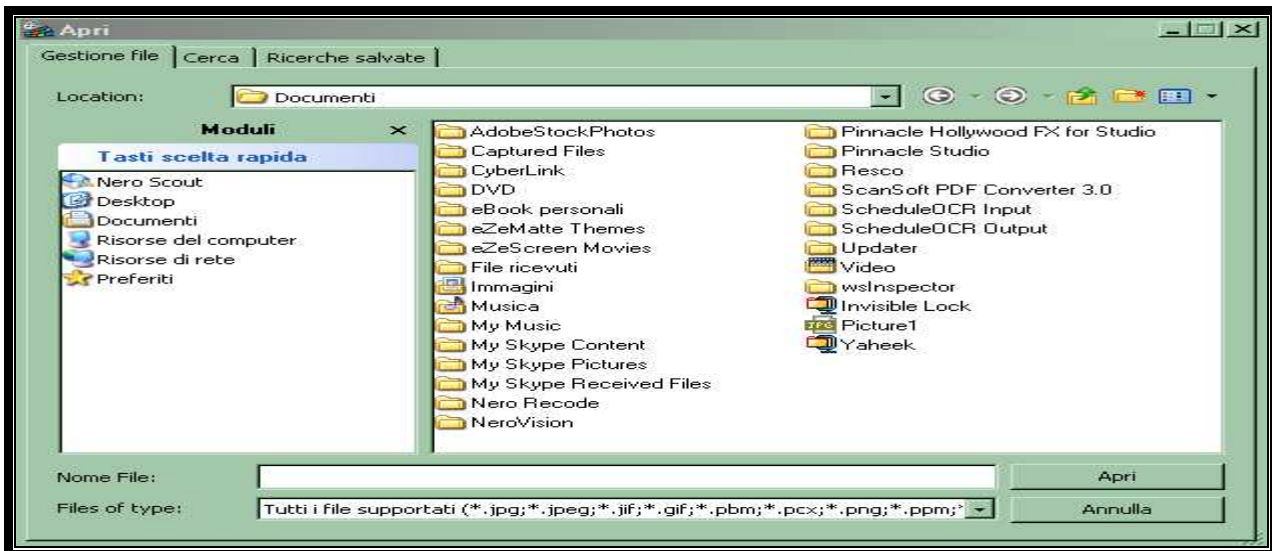 Apri
Gestione file Cerca Ricerche salvate
Location: Documenti
Moduli
Tasti scelta rapida
Nero Scout
Desktop
Documenti
Risorse del computer
Risorse di rete
Preferiti
AdobeStockPhotos
Captured Files
CyberLink
DVD
eBook personali
eZeMatte Themes
eZeScreen Movies
File ricevuti
Immagini
Musica
My Music
My Skype Content
My Skype Pictures
My Skype Received Files
Nero Recode
NeroVision
Pinnacle Hollywood FX for Studio
Pinnacle Studio
Resco
ScanSoft PDF Converter 3.0
ScheduleOCR Input
ScheduleOCR Output
Updater
Video
wsInspector
Invisible Lock
Picture1
Yaheek
Nome File:
Apri
Files of type: Tutti i file supportati (*.jpg;*.jpeg;*.jif;*.gif;*.pbm;*.pcx;*.png;*.ppm;*
Annulla